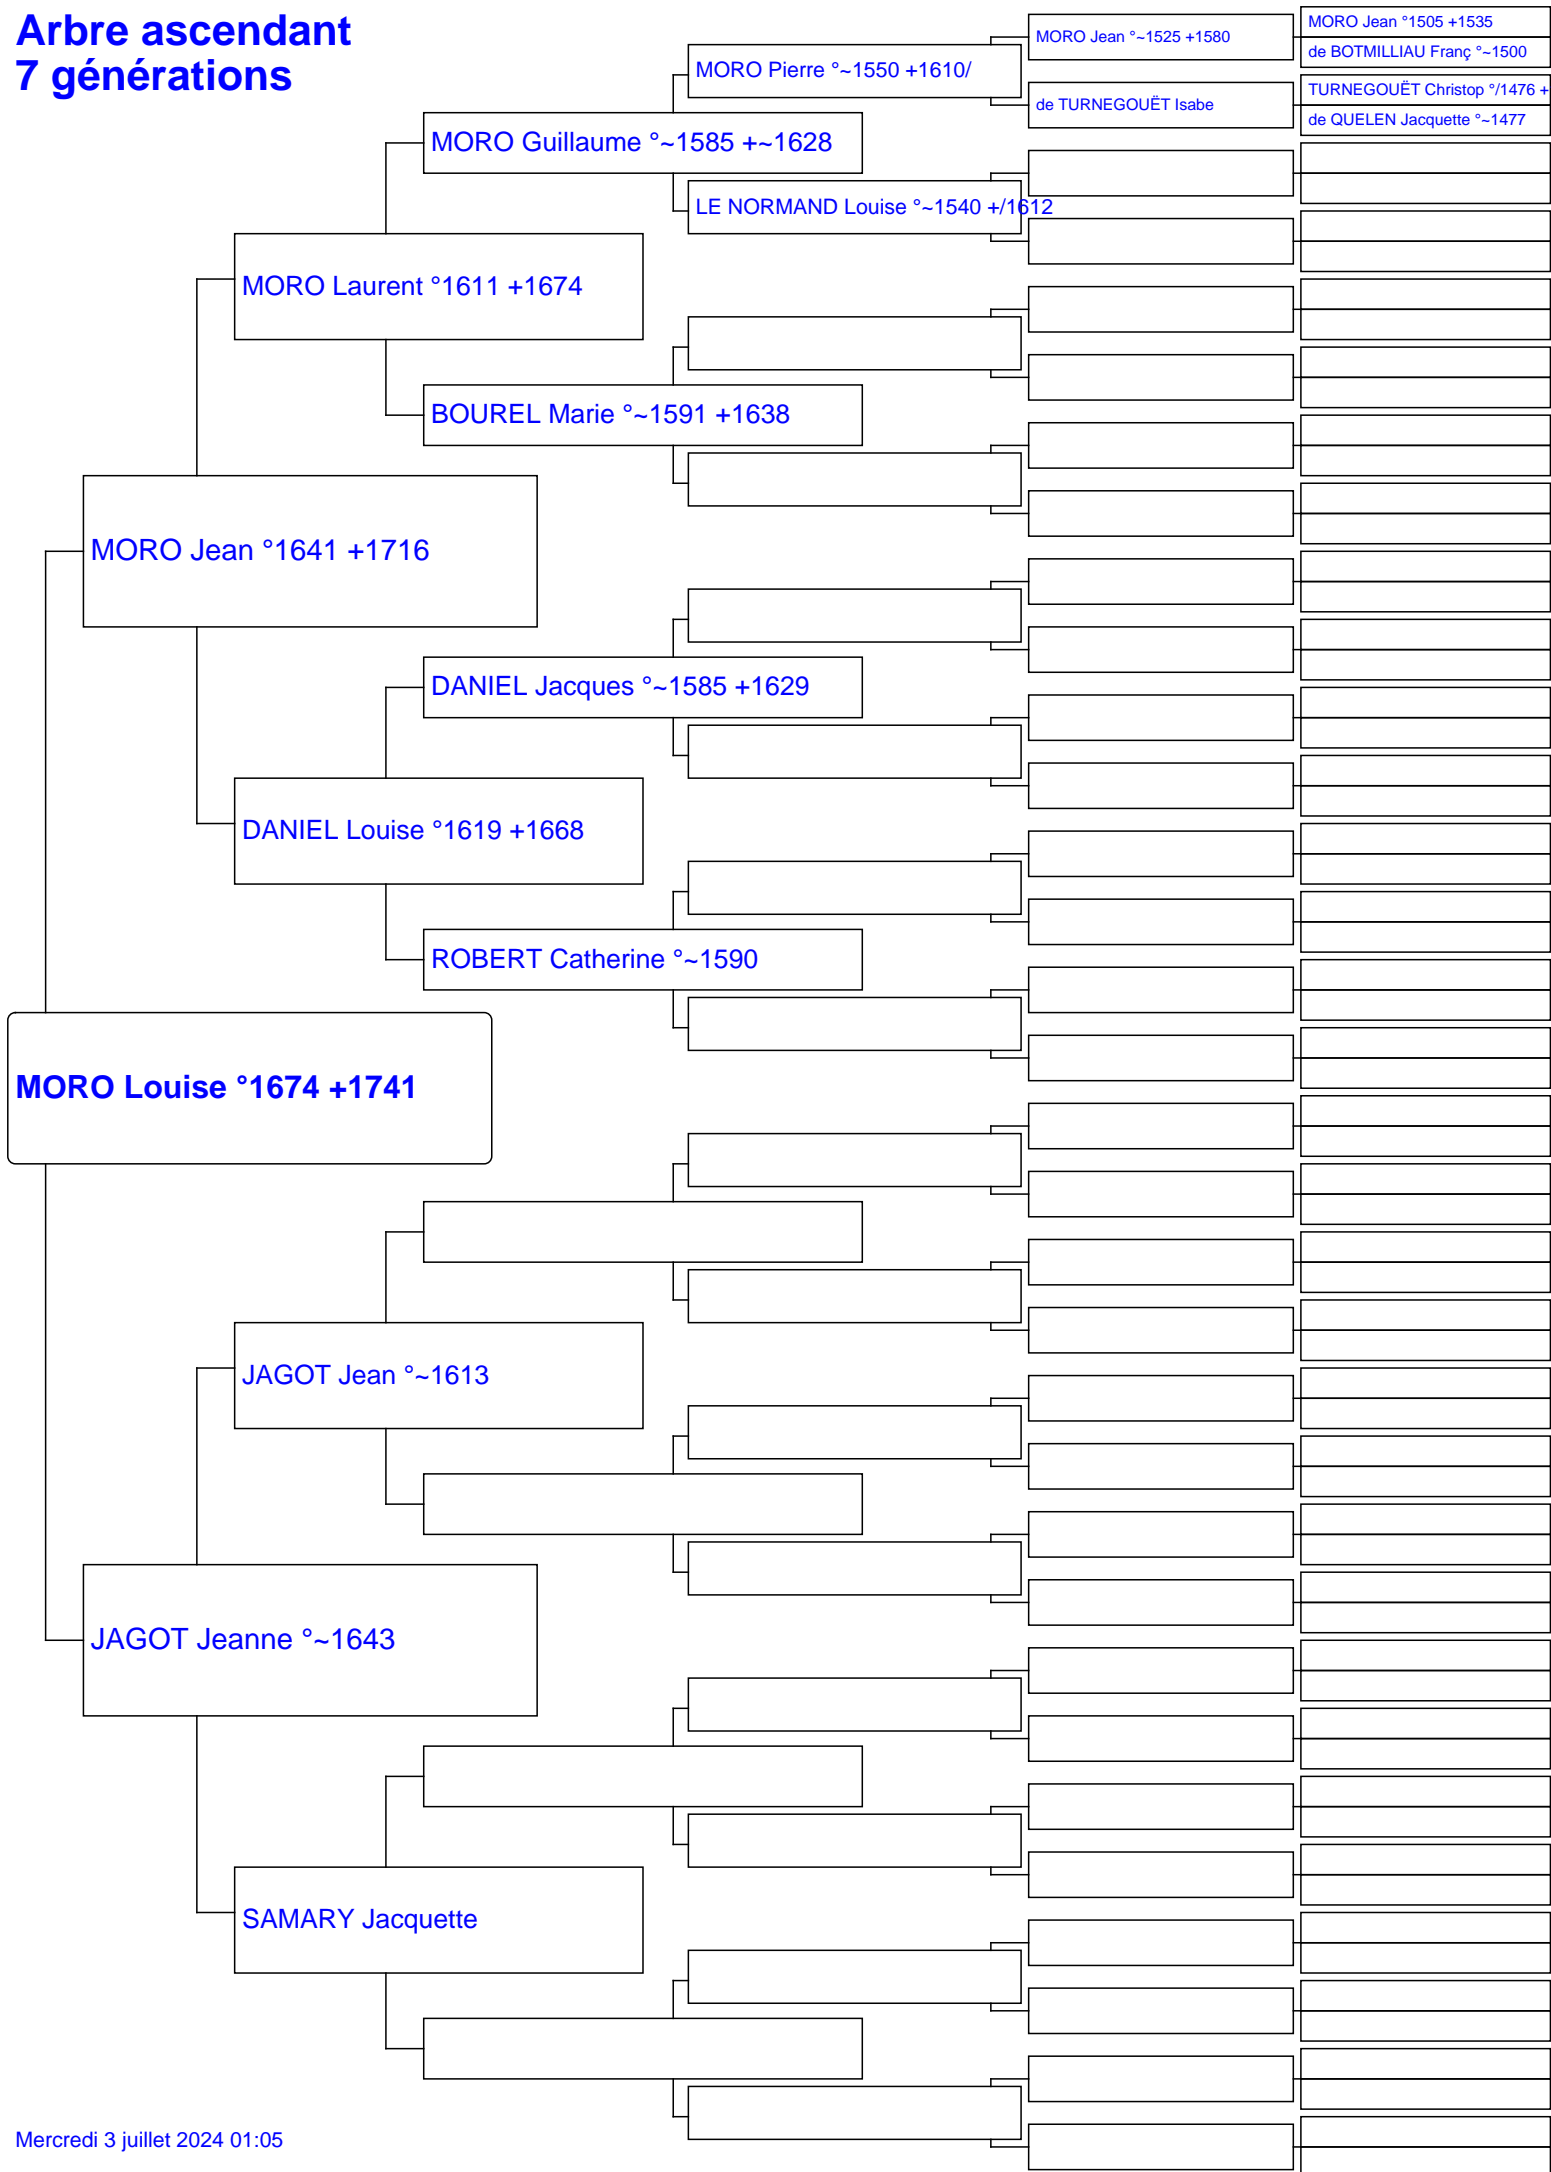 Arbre ascendant
7 générations
MORO Jean °1505 +1535
MORO Jean °~1525 +1580
de BOTMILLIAU Franç °~1500
MORO Pierre °~1550 +1610/
TURNEGOUËT Christop °/1476 +
de TURNEGOUËT Isabe
de QUELEN Jacquette °~1477
MORO Guillaume °~1585 +~1628
LE NORMAND Louise °~1540 +/1612
MORO Laurent °1611 +1674
BOUREL Marie °~1591 +1638
MORO Jean °1641 +1716
DANIEL Jacques °~1585 +1629
DANIEL Louise °1619 +1668
ROBERT Catherine °~1590
MORO Louise °1674 +1741
JAGOT Jean °~1613
JAGOT Jeanne °~1643
SAMARY Jacquette
Mercredi 3 juillet 2024 01:05